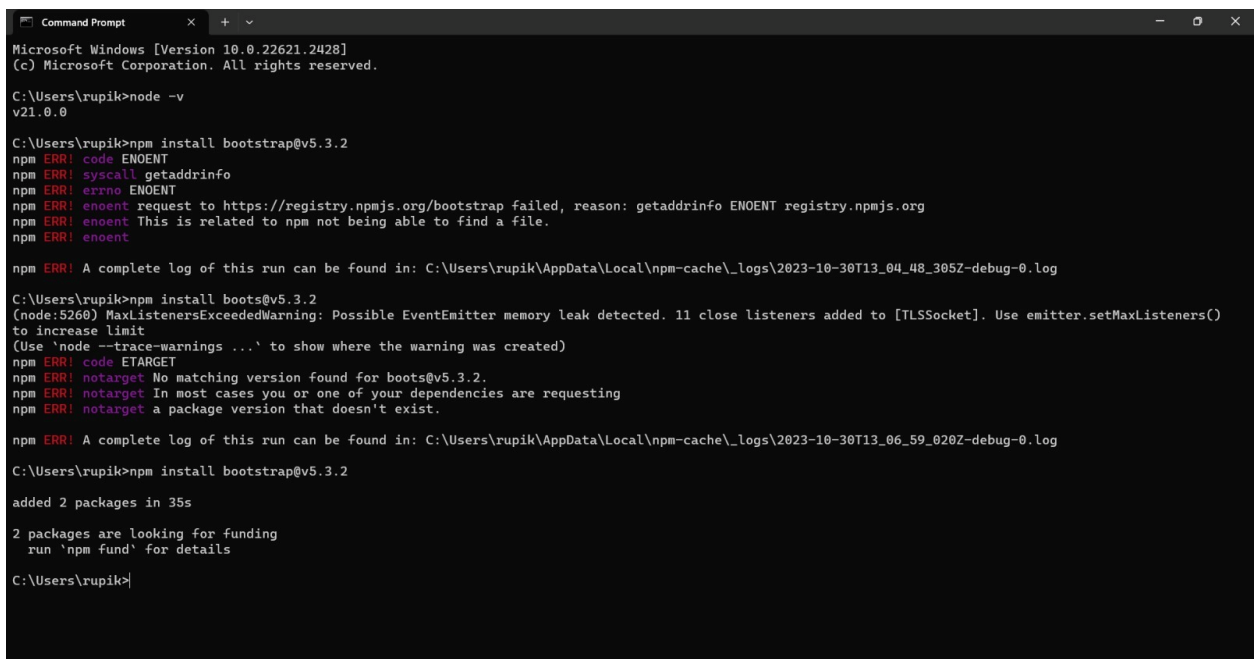 Command Prompt
Microsoft Windows [Version 10.0.22621.2428]
(c) Microsoft Corporation. All rights reserved.
C:\Users\rupik>node -v
v21.0.0
C:\Users\rupik>npm install bootstrap@v5.3.2
npm ERR! code ENOENT
npm ERR! syscall getaddrinfo
npm ERR! errno ENOENT
npm ERR! enoent request to https://registry.npmjs.org/bootstrap failed, reason: getaddrinfo ENOENT registry.npmjs.org
npm ERR! enoent This is related to npm not being able to find a file.
npm ERR! enoent
npm ERR! A complete log of this run can be found in: C:\Users\rupik\AppData\Local\npm-cache\_logs\2023-10-30T13_04_48_305Z-debug-0.log
C:\Users\rupik>npm install boots@v5.3.2
(node:5260) MaxListenersExceededWarning: Possible EventEmitter memory leak detected. 11 close listeners added to [TLSSocket]. Use emitter.setMaxListeners()
to increase limit
(Use `node --trace-warnings ...` to show where the warning was created)
npm ERR! code ETARGET
npm ERR! notarget No matching version found for boots@v5.3.2.
npm ERR! notarget In most cases you or one of your dependencies are requesting
npm ERR! notarget a package version that doesn't exist.
npm ERR! A complete log of this run can be found in: C:\Users\rupik\AppData\Local\npm-cache\_logs\2023-10-30T13_06_59_020Z-debug-0.log
C:\Users\rupik>npm install bootstrap@v5.3.2
added 2 packages in 35s
2 packages are looking for funding
  run `npm fund` for details
C:\Users\rupik>